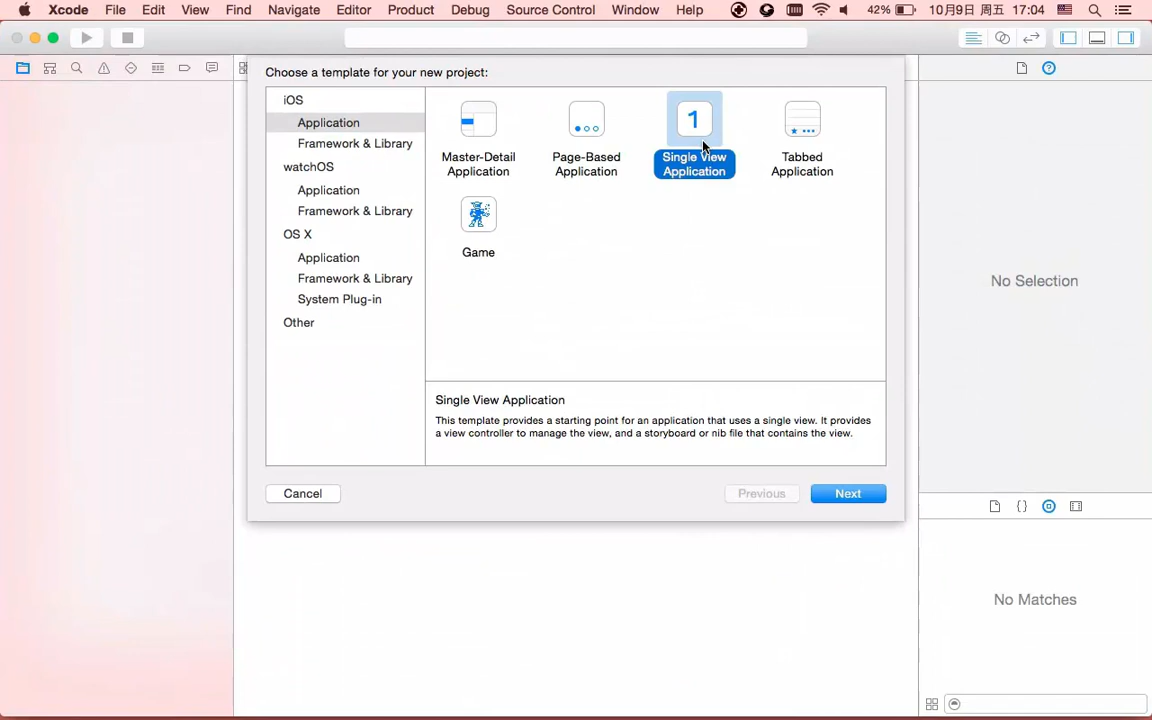 Xcode File Edit View Find Navigate Editor Product Debug Source Control Window Help 42% 10月9日 周五 17:04
Choose a template for your new project:
iOS
Application
Framework & Library
watchOS
Application
Framework & Library
OS X
Application
Framework & Library
System Plug-in
Other
Master-Detail
Application
Page-Based
Application
1
Single View
Application
Tabbed
Application
Game
Single View Application
This template provides a starting point for an application that uses a single view. It provides
a view controller to manage the view, and a storyboard or nib file that contains the view.
Cancel
Previous
Next
No Selection
{}
No Matches